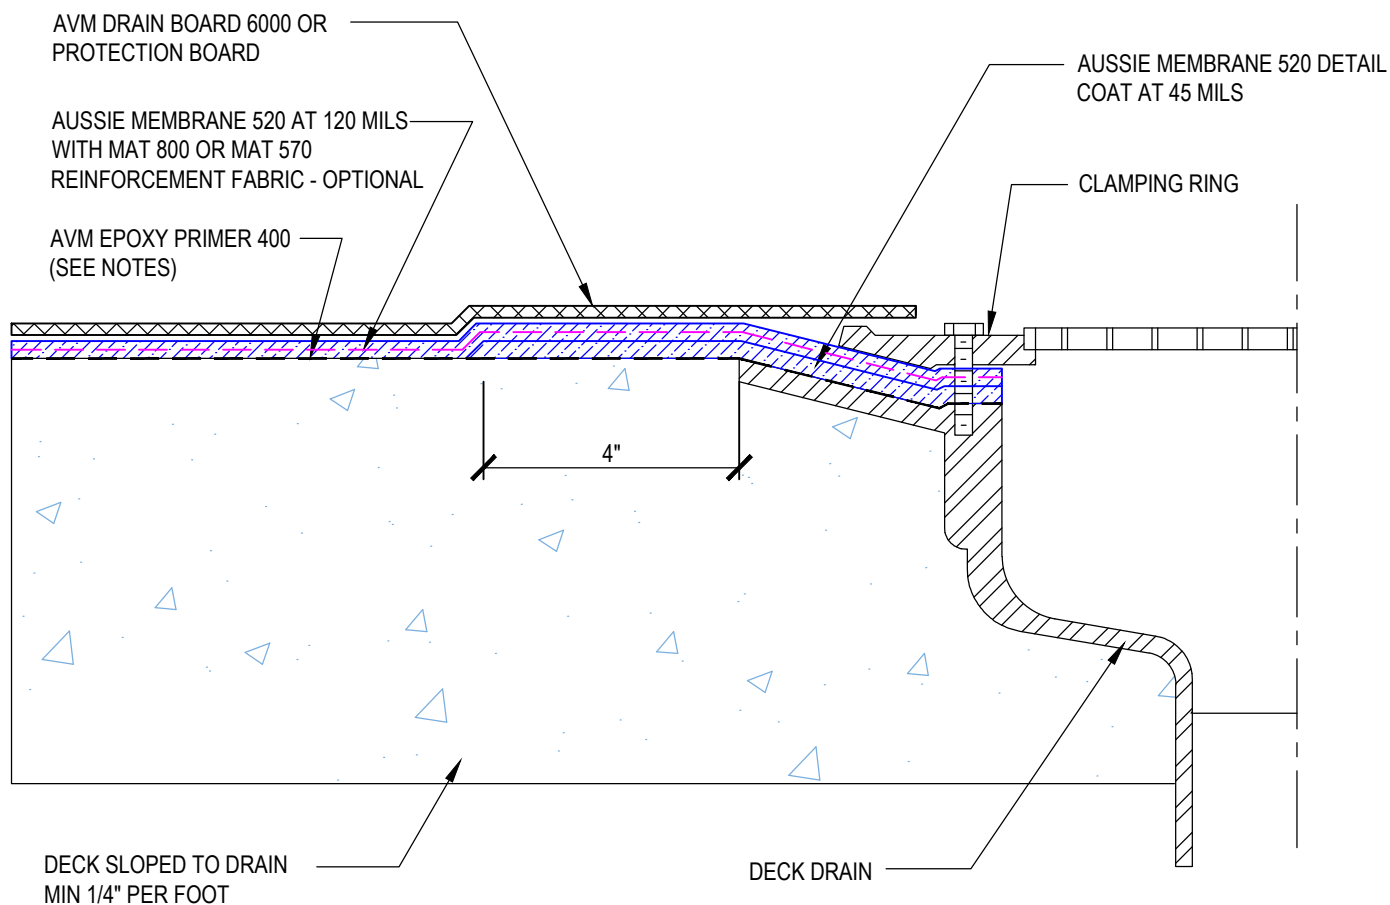 AVM DRAIN BOARD 6000 OR
PROTECTION BOARD
AUSSIE MEMBRANE 520 AT 120 MILS
WITH MAT 800 OR MAT 570
REINFORCEMENT FABRIC - OPTIONAL
AVM EPOXY PRIMER 400
(SEE NOTES)
AUSSIE MEMBRANE 520 DETAIL
COAT AT 45 MILS
CLAMPING RING
4"
DECK SLOPED TO DRAIN
MIN 1/4" PER FOOT
DECK DRAIN